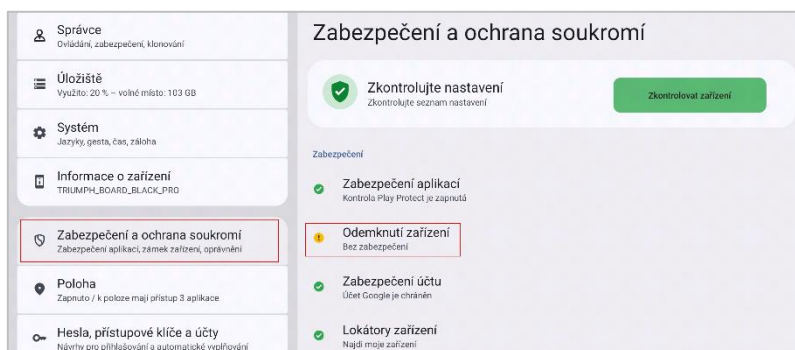 Správce
Ovládání, zabezpečení, klonování
Úložiště
Využito: 20 % – volné místo: 103 GB
Systém
Jazyky, gesta, čas, záloha
Informace o zařízení
TRIUMPH_BOARD_BLACK_PRO
Zabezpečení a ochrana soukromí
Zabezpečení aplikací, zámek zařízení, oprávnění
Poloha
Zapnuto / k poloze mají přístup 3 aplikace
Hesla, přístupové klíče a účty
Návrhy pro přihlašování a automatické vyplňování
Zabezpečení a ochrana soukromí
Zkontrolujte nastavení
Zkontrolujte seznam nastavení
Zkontrolovat zařízení
Zabezpečení
Zabezpečení aplikací
Kontrola Play Protect je zapnutá
Odemknutí zařízení
Bez zabezpečení
Zabezpečení účtu
Účet Google je chráněn
Lokátory zařízení
Najdi moje zařízení